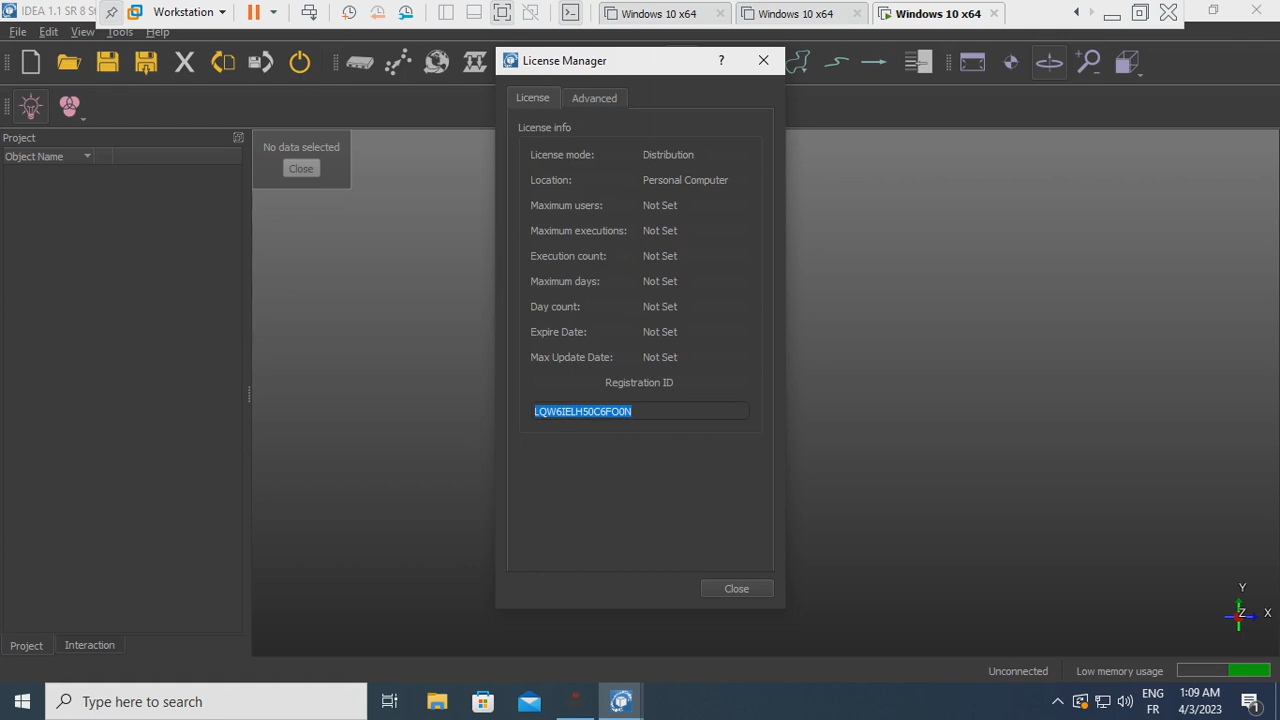 IDEA 1.1 SR 8
Workstation
Windows 10 x64
Windows 10 x64
Windows 10 x64
File Edit View Tools Help
License Manager
?
License
Advanced
Project
Object Name
No data selected
Close
License info
License mode: Distribution
Location: Personal Computer
Maximum users: Not Set
Maximum executions: Not Set
Execution count: Not Set
Maximum days: Not Set
Day count: Not Set
Expire Date: Not Set
Max Update Date: Not Set
Registration ID
LQW6IELH50C6FO0N
Close
Y
Z
X
Project
Interaction
Unconnected
Low memory usage
Type here to search
ENG
FR
1:09 AM
4/3/2023
1